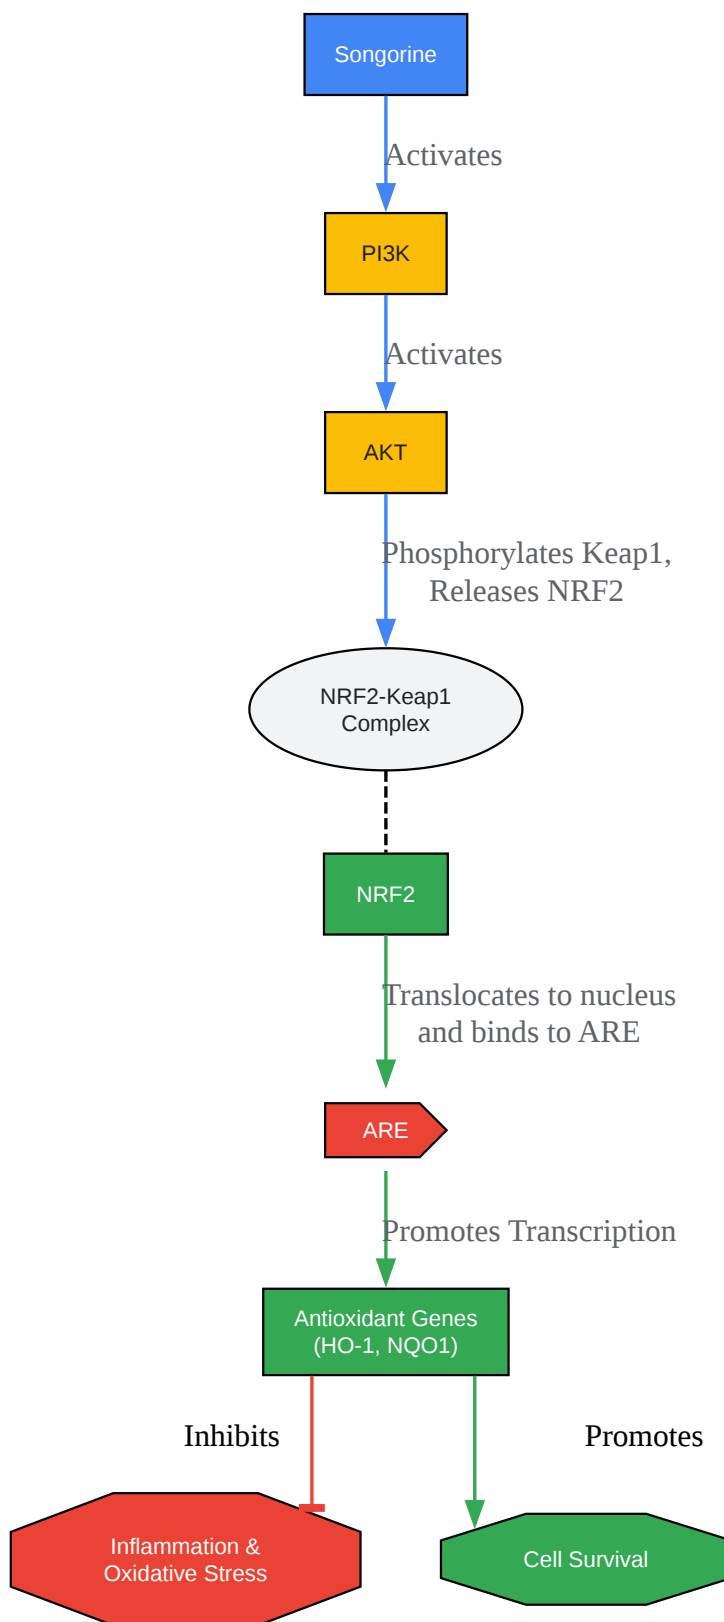 Songorine
Activates
PI3K
Activates
AKT
Phosphorylates Keap1,
Releases NRF2
NRF2-Keap1
Complex
NRF2
Translocates to nucleus
and binds to ARE
ARE
Promotes Transcription
Antioxidant Genes
(HO-1, NQO1)
Inhibits
Promotes
Inflammation &
Oxidative Stress
Cell Survival